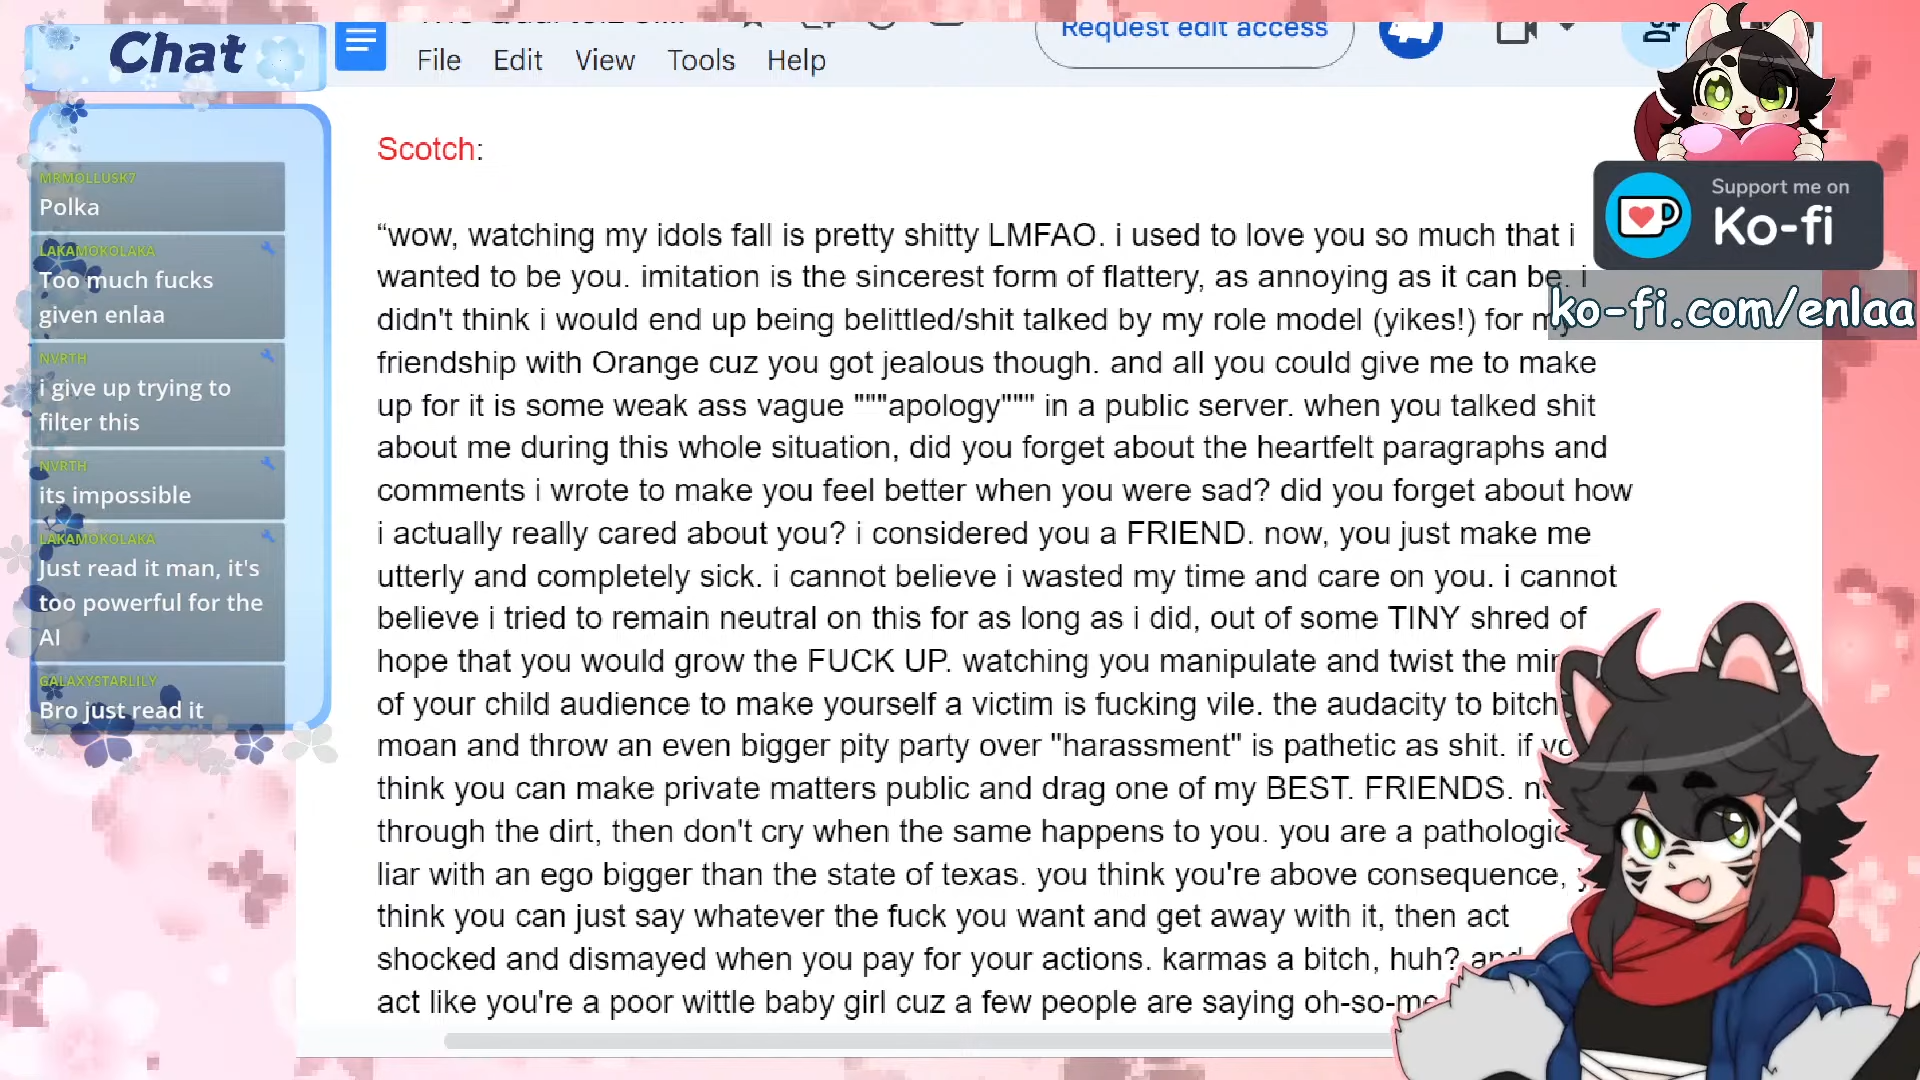 Chat
MRMOLLUSK7
Polka
LAKAMOKOLAKA
Too much fucks
given enlaa
NVRTH
i give up trying to
filter this
NVRTH
its impossible
LAKAMOKOLAKA
Just read it man, it's
too powerful for the
AI
GALAXYSTARLILY
Bro just read it
Request edit access
File Edit View Tools Help
Scotch:
“wow, watching my idols fall is pretty shitty LMFAO. i used to love you so much that i
wanted to be you. imitation is the sincerest form of flattery, as annoying as it can be. i
didn't think i would end up being belittled/shit talked by my role model (yikes!) for my
friendship with Orange cuz you got jealous though. and all you could give me to make
up for it is some weak ass vague """apology""" in a public server. when you talked shit
about me during this whole situation, did you forget about the heartfelt paragraphs and
comments i wrote to make you feel better when you were sad? did you forget about how
i actually really cared about you? i considered you a FRIEND. now, you just make me
utterly and completely sick. i cannot believe i wasted my time and care on you. i cannot
believe i tried to remain neutral on this for as long as i did, out of some TINY shred of
hope that you would grow the FUCK UP. watching you manipulate and twist the
of your child audience to make yourself a victim is fucking vile. the audacity to bitch
moan and throw an even bigger pity party over "harassment" is pathetic as shit. if
think you can make private matters public and drag one of my BEST. FRIENDS.
through the dirt, then don't cry when the same happens to you. you are a
liar with an ego bigger than the state of texas. you think you're above consequence,
think you can just say whatever the fuck you want and get away with it, then act
shocked and dismayed when you pay for your actions. karmas a bitch, huh?
act like you're a poor wittle baby girl cuz a few people are saying
Support me on
Ko-fi
ko-fi.com/enlaa